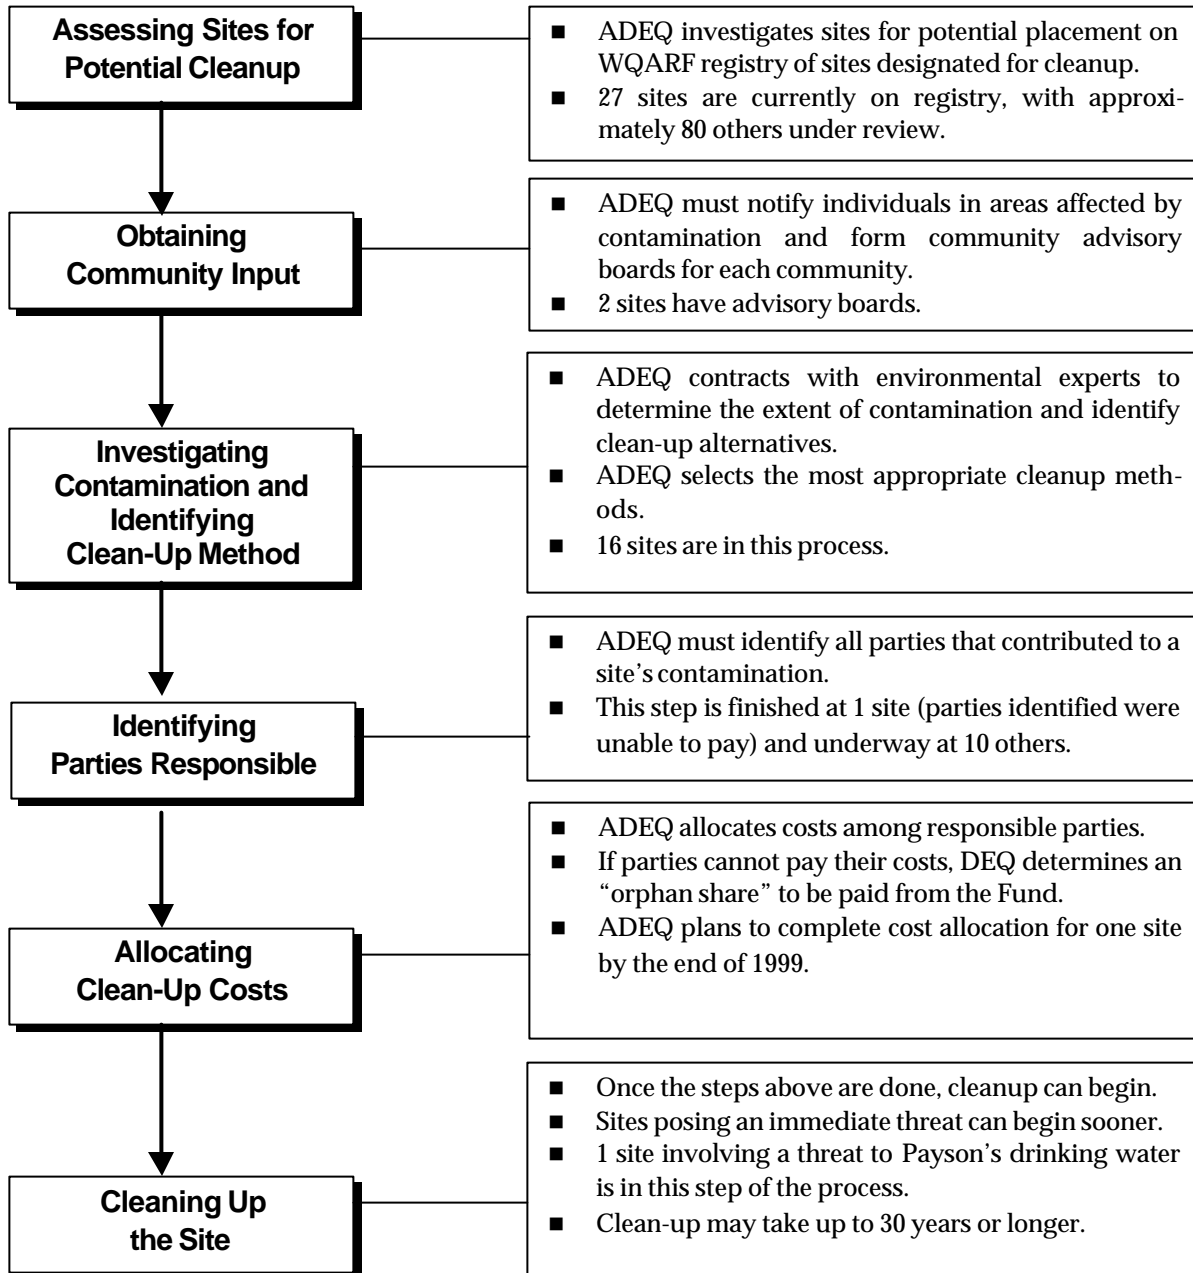 Assessing Sites for
Potential Cleanup
■ ADEQ investigates sites for potential placement on
WQARF registry of sites designated for cleanup.
■ 27 sites are currently on registry, with approxi-
mately 80 others under review.
Obtaining
Community Input
■ ADEQ must notify individuals in areas affected by
contamination and form community advisory
boards for each community.
■ 2 sites have advisory boards.
Investigating
Contamination and
Identifying
Clean-Up Method
■ ADEQ contracts with environmental experts to
determine the extent of contamination and identify
clean-up alternatives.
■ ADEQ selects the most appropriate cleanup meth-
ods.
■ 16 sites are in this process.
Identifying
Parties Responsible
■ ADEQ must identify all parties that contributed to a
site’s contamination.
■ This step is finished at 1 site (parties identified were
unable to pay) and underway at 10 others.
Allocating
Clean-Up Costs
■ ADEQ allocates costs among responsible parties.
■ If parties cannot pay their costs, DEQ determines an
“orphan share” to be paid from the Fund.
■ ADEQ plans to complete cost allocation for one site
by the end of 1999.
Cleaning Up
the Site
■ Once the steps above are done, cleanup can begin.
■ Sites posing an immediate threat can begin sooner.
■ 1 site involving a threat to Payson’s drinking water
is in this step of the process.
■ Clean-up may take up to 30 years or longer.